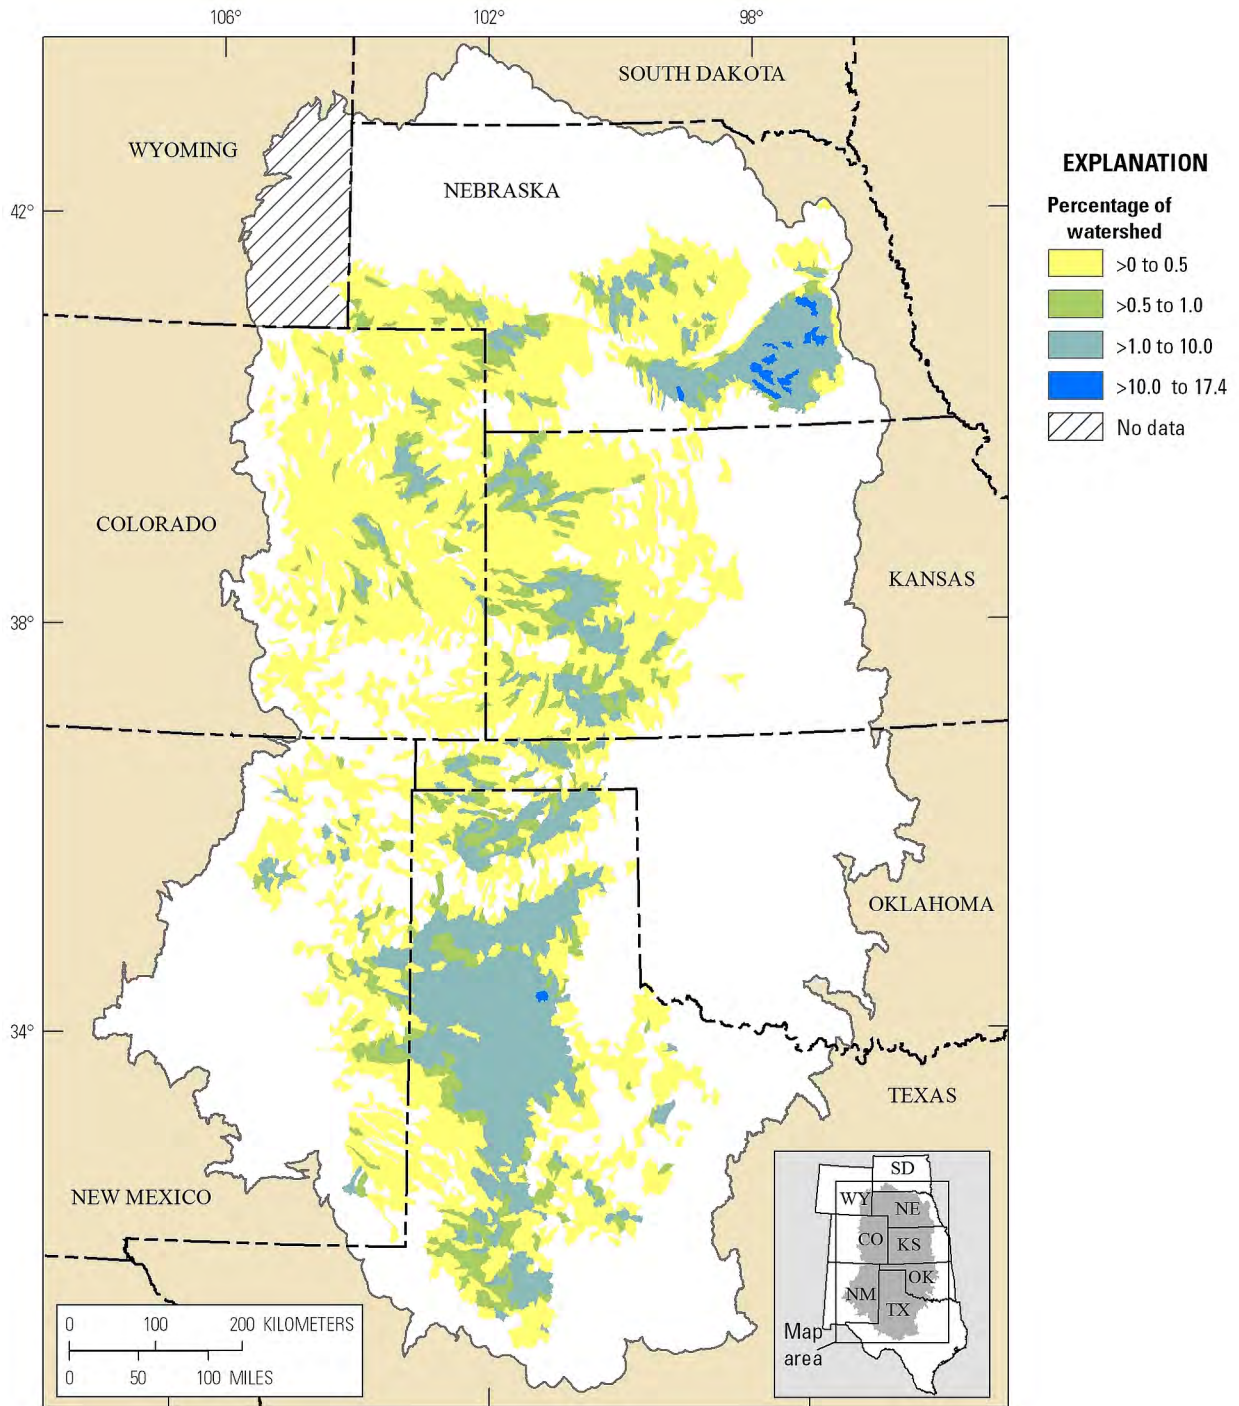 106°
102°
98°
SOUTH DAKOTA
WYOMING
NEBRASKA
42°
COLORADO
KANSAS
38°
OKLAHOMA
34°
TEXAS
NEW MEXICO
EXPLANATION
Percentage of
watershed
>0 to 0.5
>0.5 to 1.0
>1.0 to 10.0
>10.0 to 17.4
No data
0 100 200 KILOMETERS
0 50 100 MILES
SD
WY
NE
CO
KS
OK
NM
TX
Map
area